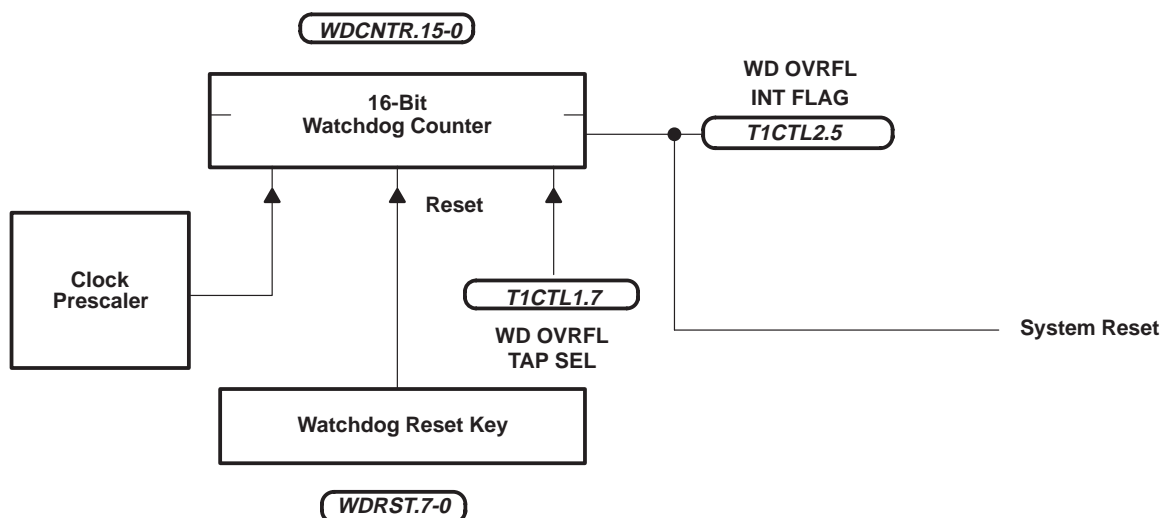 WDCNTR.15-0
16-Bit
Watchdog Counter
WD OVRFL
INT FLAG
T1CTL2.5
Reset
Clock
Prescaler
T1CTL1.7
WD OVRFL
TAP SEL
System Reset
Watchdog Reset Key
WDRST.7-0